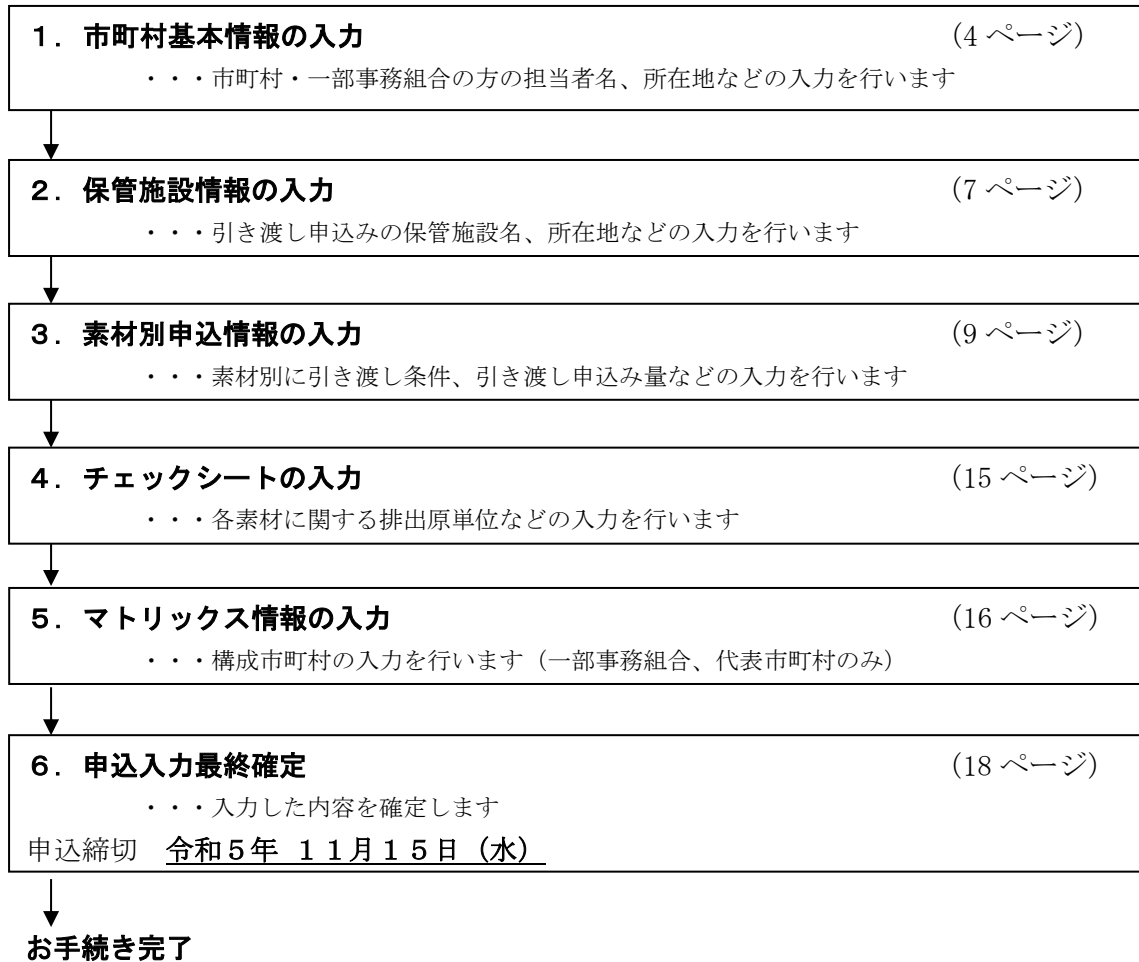 １．市町村基本情報の入力 (4 ページ)
・・・市町村・一部事務組合の方の担当者名、所在地などの入力を行います
２．保管施設情報の入力 (7 ページ)
・・・引き渡し申込みの保管施設名、所在地などの入力を行います
３．素材別申込情報の入力 (9 ページ)
・・・素材別に引き渡し条件、引き渡し申込み量などの入力を行います
４．チェックシートの入力 (15 ページ)
・・・各素材に関する排出原単位などの入力を行います
５．マトリックス情報の入力 (16 ページ)
・・・構成市町村の入力を行います（一部事務組合、代表市町村のみ）
６．申込入力最終確定 (18 ページ)
・・・入力した内容を確定します
申込締切 令和５年 １１月１５日（水）
お手続き完了